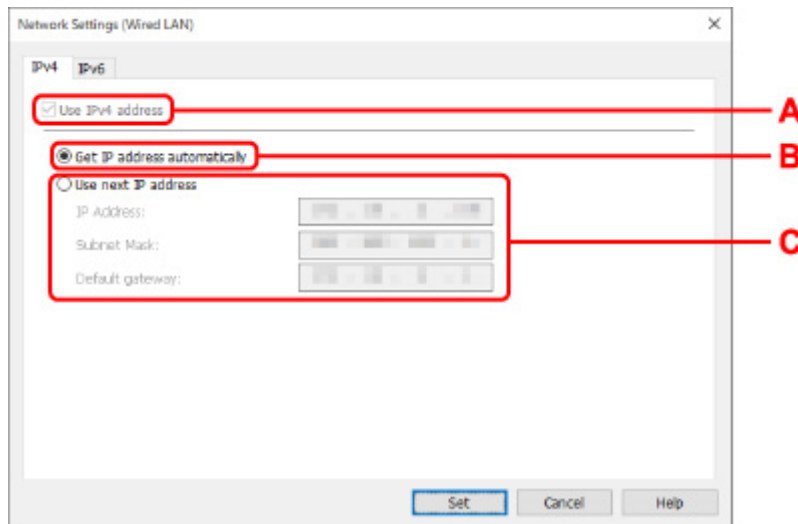 Network Settings (Wired LAN)
IPv4 IPv6
Use IPv4 address
A
Get IP address automatically
B
Use next IP address
IP Address:
Subnet Mask:
C
Default gateway:
Set Cancel Help